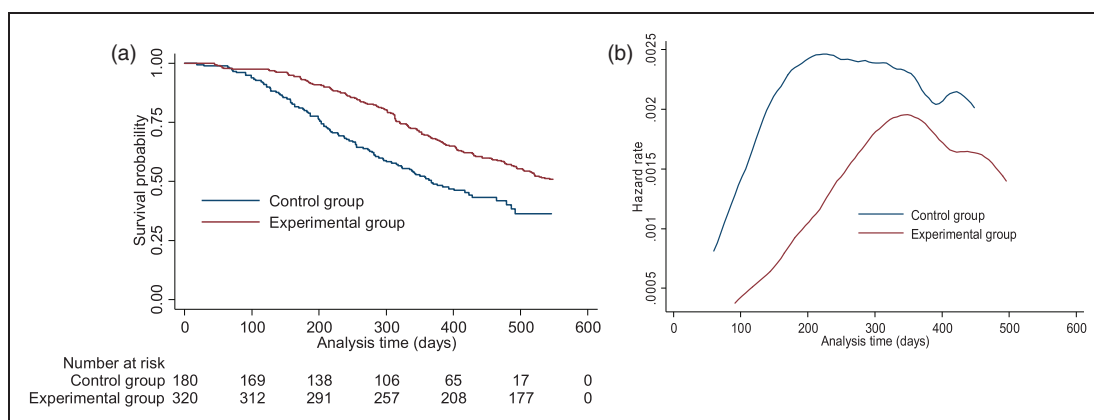 (a)
1.00
0.75
0.50
0.25
0.00
Survival probability
Control group
Experimental group
0 100 200 300 400 500 600
Analysis time (days)
Number at risk
Control group 180 169 138 106 65 17 0
Experimental group 320 312 291 257 208 177 0
(b)
.0025
.002
.0015
.001
.0005
Hazard rate
Control group
Experimental group
0 100 200 300 400 500 600
Analysis time (days)